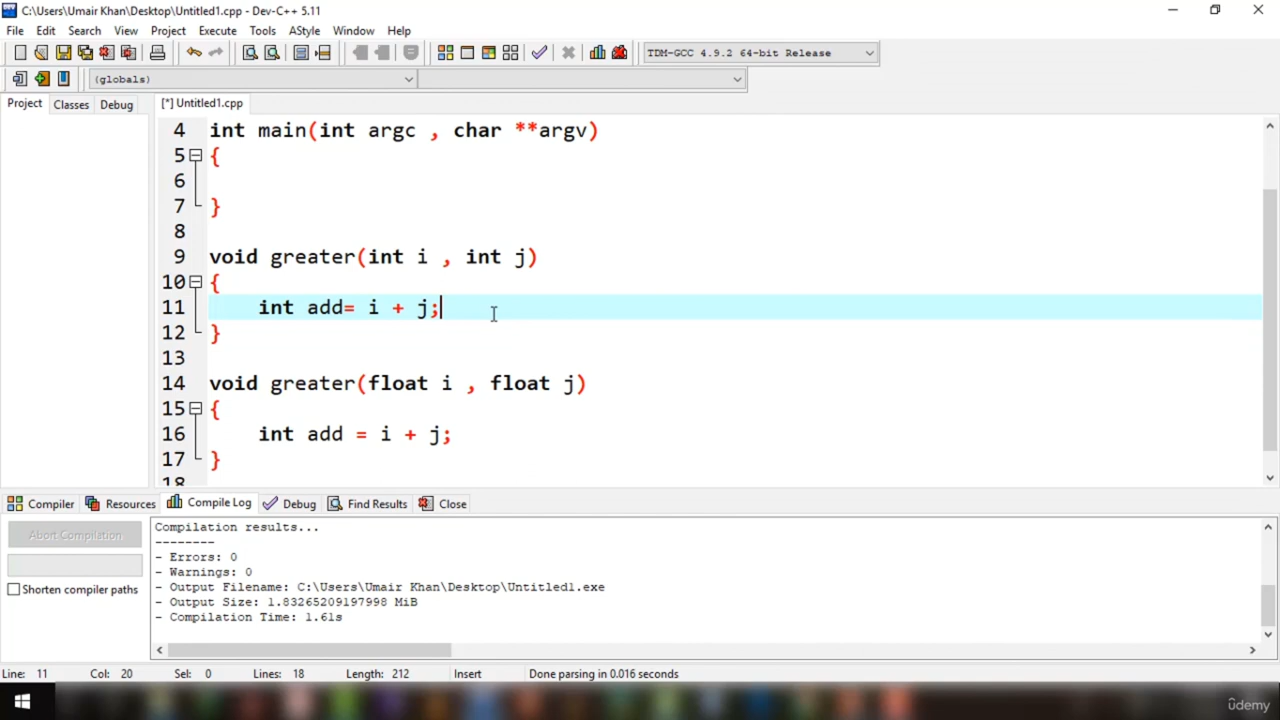 C:\Users\Umair Khan\Desktop\Untitled1.cpp - Dev-C++ 5.11
File Edit Search View Project Execute Tools AStyle Window Help
TDM-GCC 4.9.2 64-bit Release
(globals)
Project Classes Debug [*] Untitled1.cpp
4 int main(int argc , char **argv)
5 {
6
7 }
8
9 void greater(int i , int j)
10 {
11 int add= i + j;
12 }
13
14 void greater(float i , float j)
15 {
16 int add = i + j;
17 }
18
Compiler Resources Compile Log Debug Find Results Close
Abort Compilation
Shorten compiler paths
Compilation results...
--------
- Errors: 0
- Warnings: 0
- Output Filename: C:\Users\Umair Khan\Desktop\Untitled1.exe
- Output Size: 1.83265209197998 MiB
- Compilation Time: 1.61s
Line: 11 Col: 20 Sel: 0 Lines: 18 Length: 212 Insert Done parsing in 0.016 seconds
ûdemy